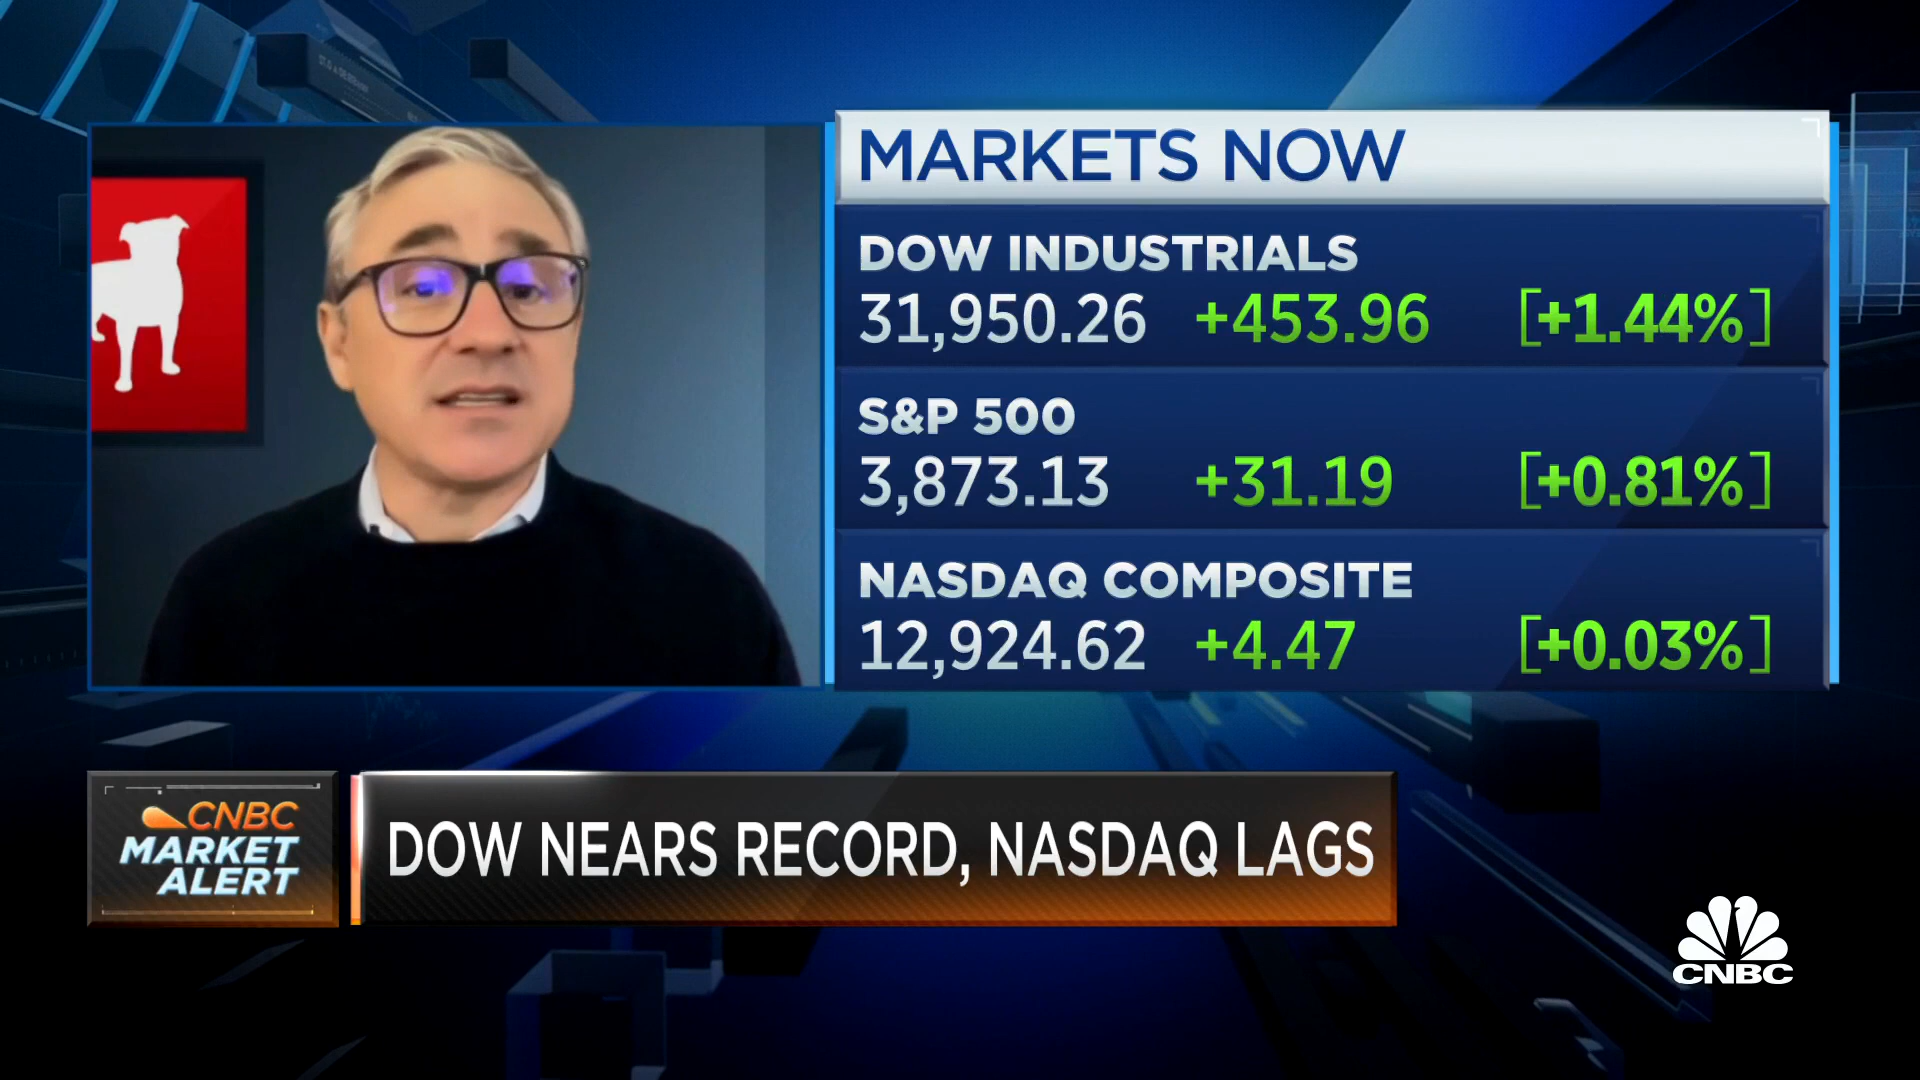 MARKETS NOW
DOW INDUSTRIALS
31,950.26 +453.96 [+1.44%]
S&P 500
3,873.13 +31.19 [+0.81%]
NASDAQ COMPOSITE
12,924.62 +4.47 [+0.03%]
CNBC
MARKET
ALERT
DOW NEARS RECORD, NASDAQ LAGS
CNBC